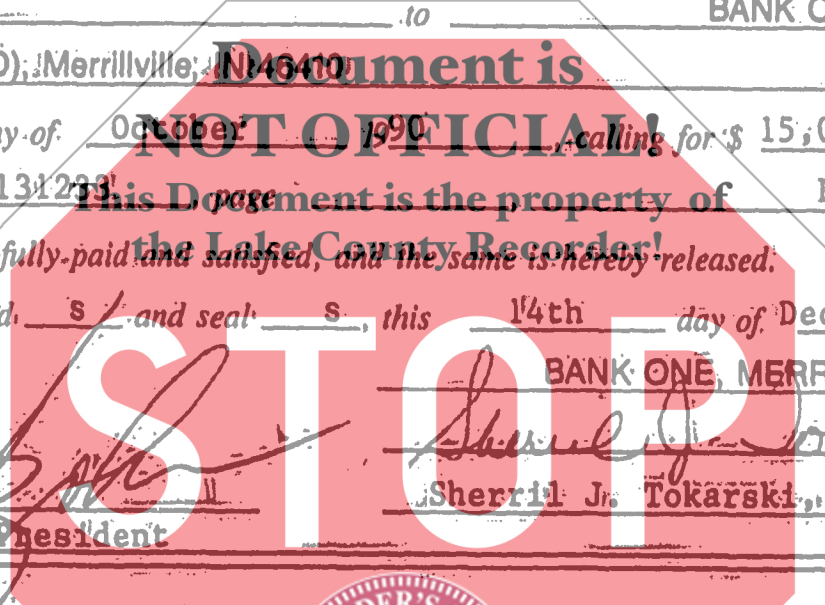 to BANK O
Document is
), Merrillville, IN 46410
NOT OFFICIAL!
y of October 1990, calling for $ 15,0
This Document is the property of
13123, page
the Lake County Recorder!
fully paid and satisfied, and the same is hereby released.
d s and seal s, this 14th day of Dec
STOP
BANK ONE, MERR
Sherril J. Tokarski,
President
DER'S